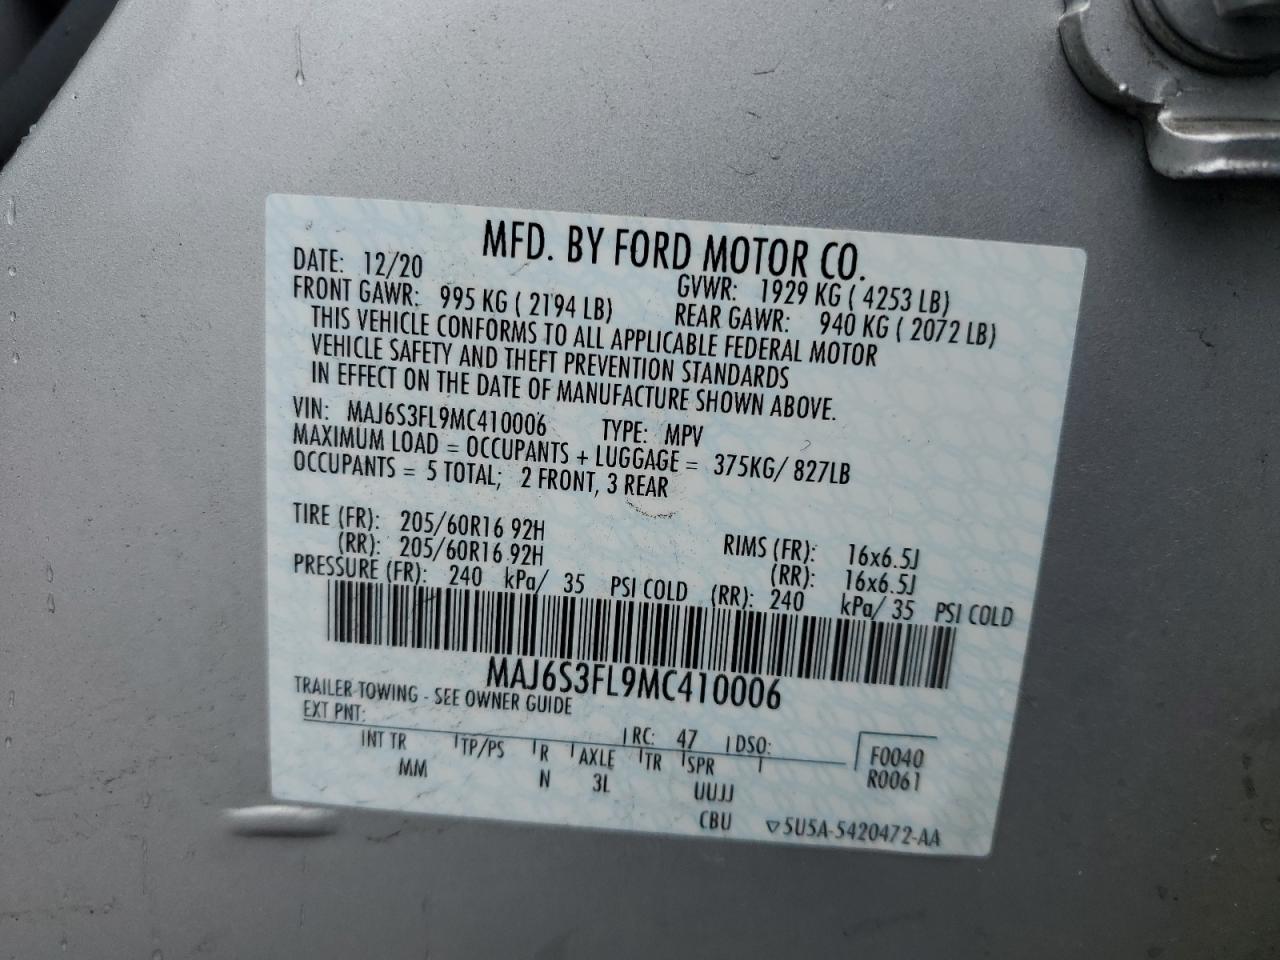 MFD. BY FORD MOTOR CO.
DATE: 12/20 GVWR: 1929 KG ( 4253 LB)
FRONT GAWR: 995 KG ( 2194 LB) REAR GAWR: 940 KG ( 2072 LB)
THIS VEHICLE CONFORMS TO ALL APPLICABLE FEDERAL MOTOR
VEHICLE SAFETY AND THEFT PREVENTION STANDARDS
IN EFFECT ON THE DATE OF MANUFACTURE SHOWN ABOVE.
VIN: MAJ6S3FL9MC410006 TYPE: MPV
MAXIMUM LOAD = OCCUPANTS + LUGGAGE = 375KG/ 827LB
OCCUPANTS = 5 TOTAL; 2 FRONT, 3 REAR
TIRE (FR): 205/60R16 92H RIMS (FR): 16x6.5J
(RR): 205/60R16 92H (RR): 16x6.5J
PRESSURE (FR): 240 kPa/ 35 PSI COLD (RR): 240 kPa/ 35 PSI COLD
MAJ6S3FL9MC410006
TRAILER TOWING - SEE OWNER GUIDE
EXT PNT: RC: 47 DSO: F0040
INT TR TP/PS R AXLE TR SPR R0061
MM N 3L UUJJ
CBU ▽5U5A-5420472-AA